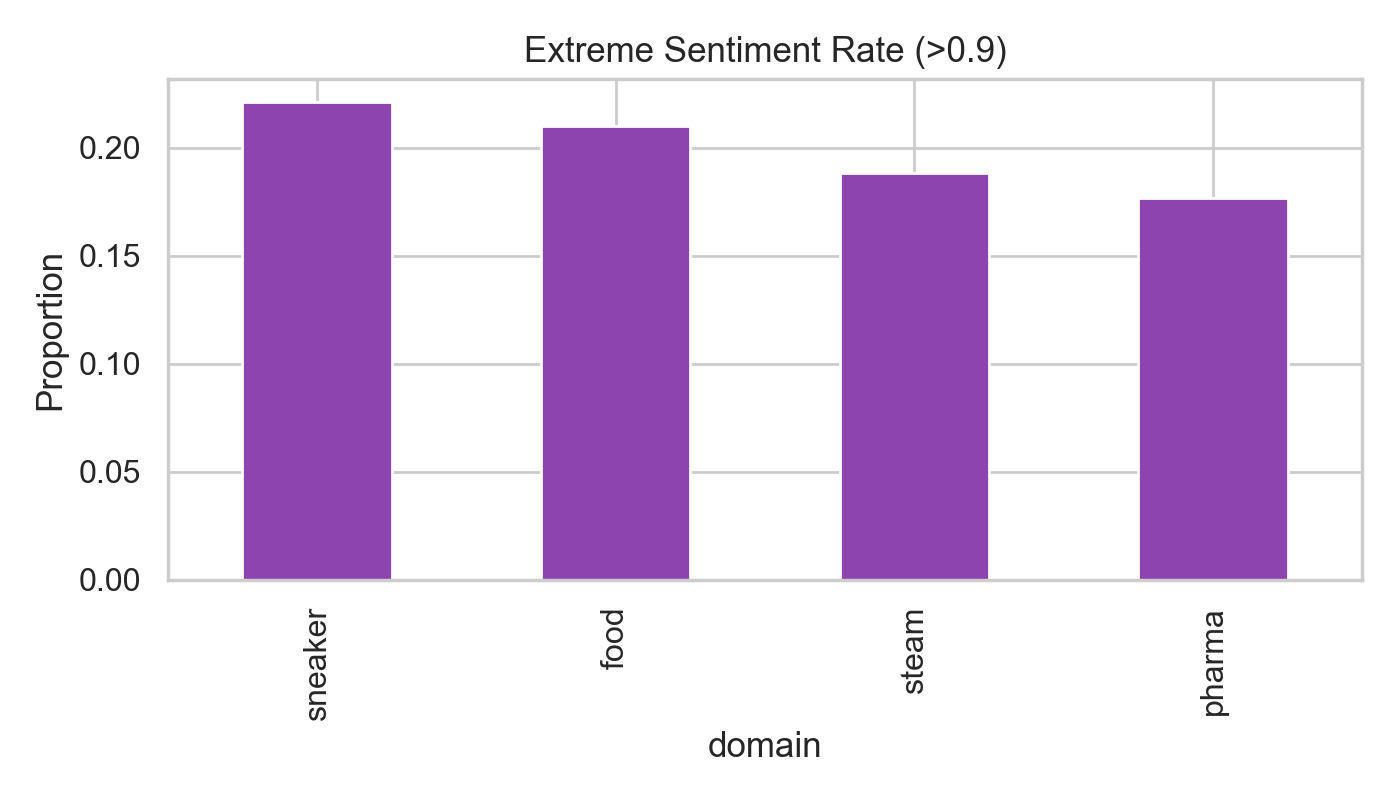 Extreme Sentiment Rate (>0.9)
Proportion
0.20
0.15
0.10
0.05
0.00
sneaker
food
steam
pharma
domain